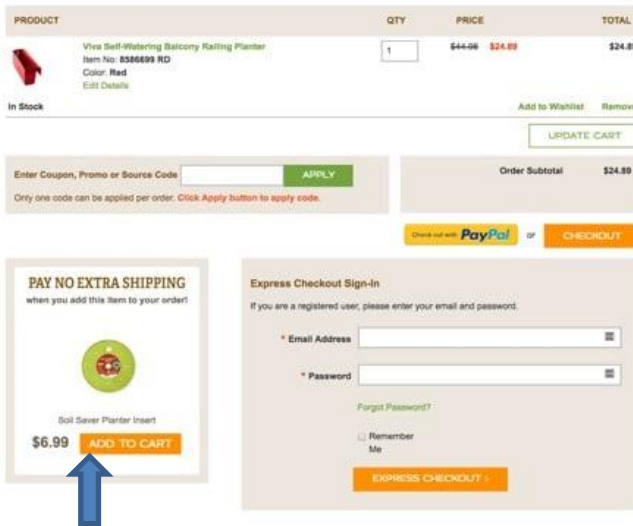 PRODUCT QTY PRICE TOTAL
Viva Self-Watering Balcony Railing Planter 1 $44.06 $24.89 $24.8
Item No: 8586699 RD
Color: Red
Edit Details
In Stock Add to Wishlist Remove
UPDATE CART
Enter Coupon, Promo or Source Code APPLY
Only one code can be applied per order. Click Apply button to apply code.
Order Subtotal $24.89
Check out with PayPal or CHECKOUT
PAY NO EXTRA SHIPPING
when you add this item to your order!
Soil Saver Planter Insert
$6.99 ADD TO CART
Express Checkout Sign-In
If you are a registered user, please enter your email and password.
* Email Address
* Password
Forgot Password?
Remember
Me
EXPRESS CHECKOUT >